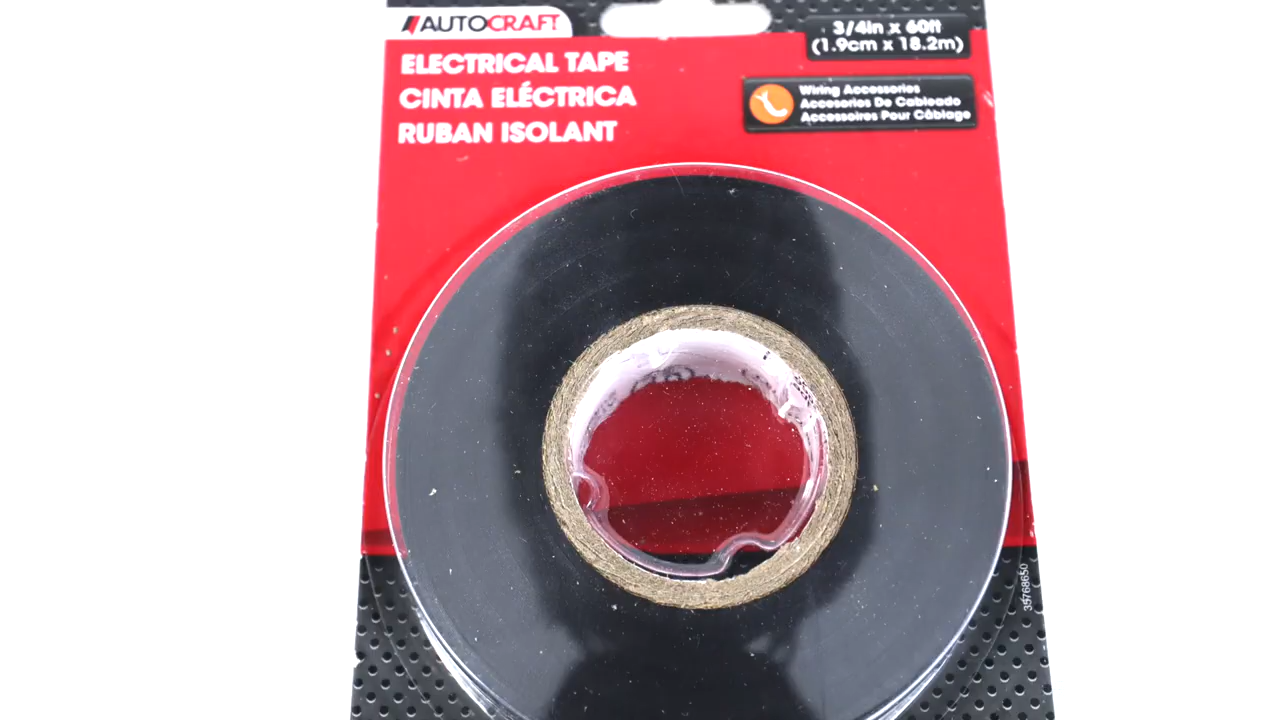 AUTOCRAFT
3/4in x 60ft
(1.9cm x 18.2m)
ELECTRICAL TAPE
CINTA ELÉCTRICA
RUBAN ISOLANT
Wiring Accessories
Accesorios De Cableado
Accessoires Pour Câblage
35768650